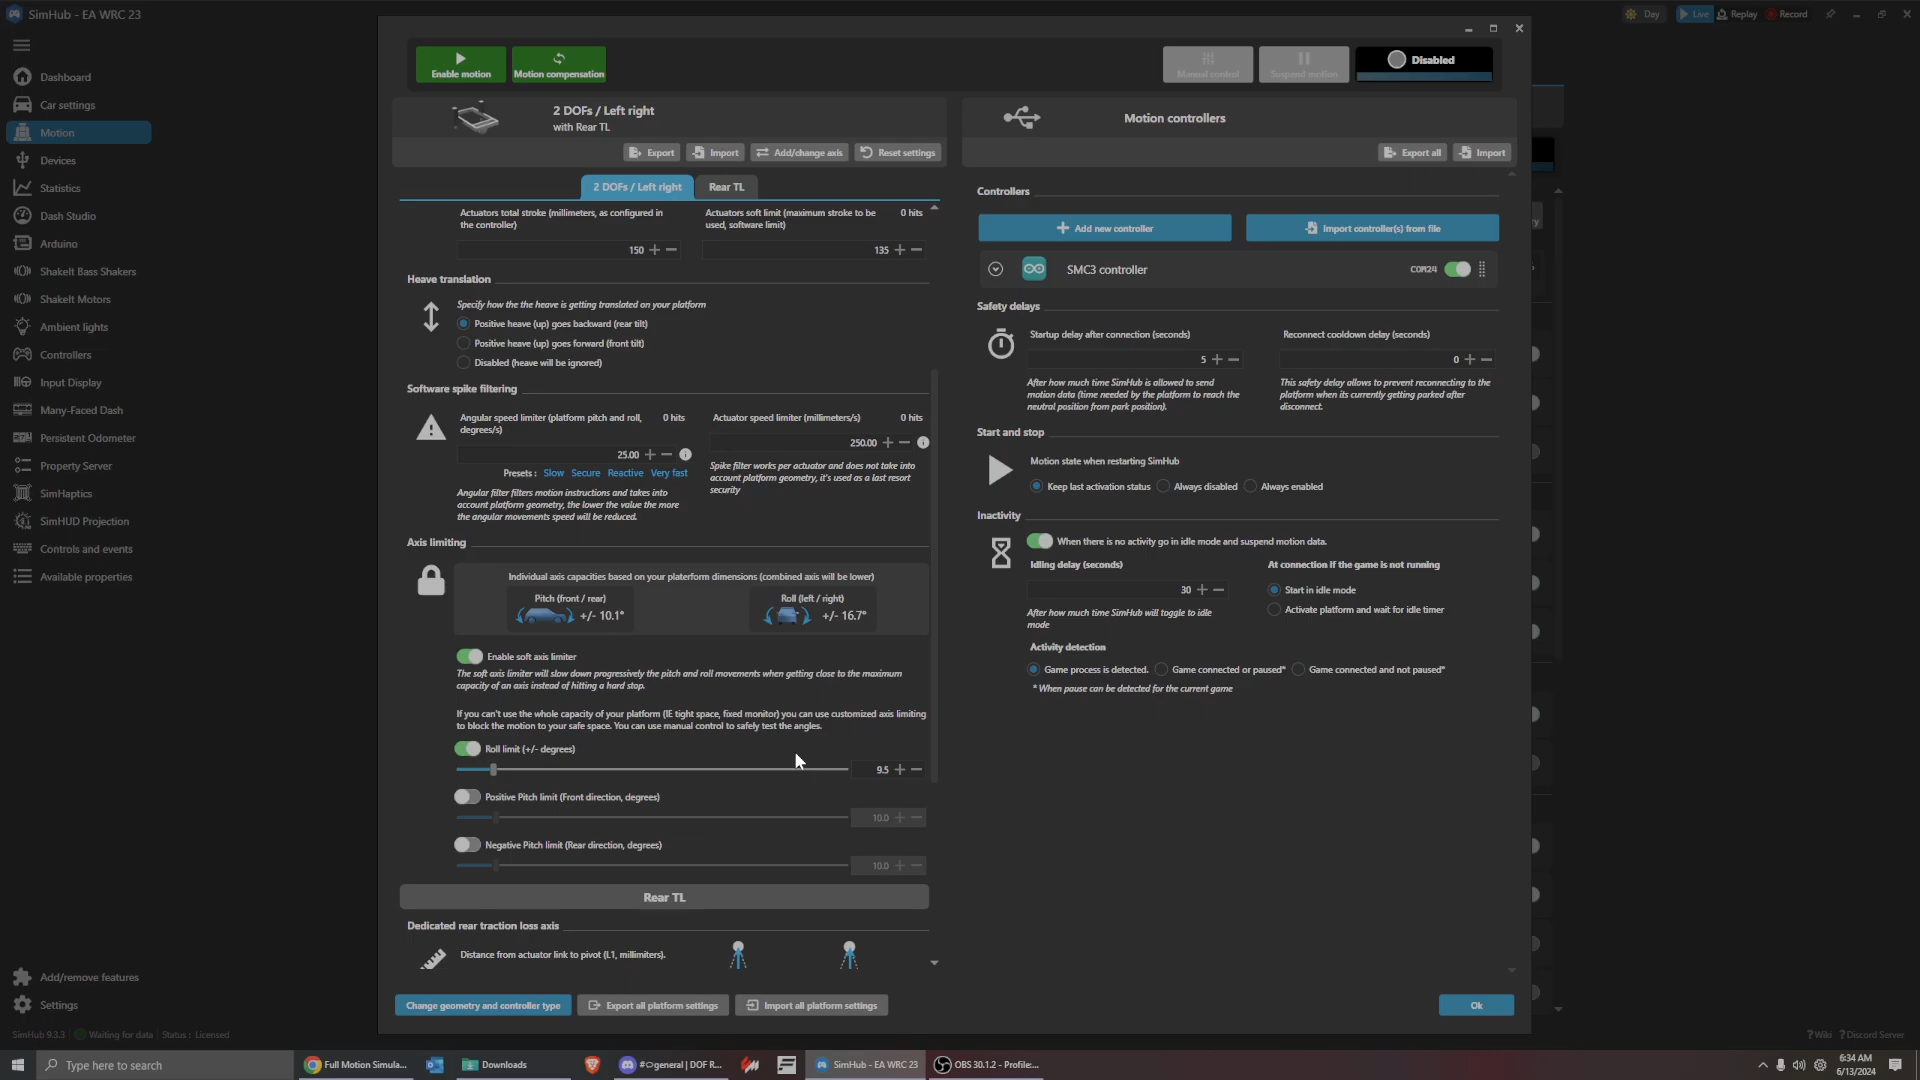 SimHub - EA WRC 23
Day
Live
Replay
Record
Dashboard
Car settings
Motion
Devices
Statistics
Dash Studio
Arduino
ShakeIt Bass Shakers
ShakeIt Motors
Ambient lights
Controllers
Input Display
Many-Faced Dash
Persistent Odometer
Property Server
SimHaptics
SimHUD Projection
Controls and events
Available properties
Add/remove features
Settings
SimHub 9.3.3
Waiting for data
Status : Licensed
Enable motion
Motion compensation
Manual control
Suspend motion
Disabled
2 DOFs / Left right
with Rear TL
Export
Import
Add/change axis
Reset settings
2 DOFs / Left right
Rear TL
Actuators total stroke (millimeters, as configured in
the controller)
150
Actuators soft limit (maximum stroke to be
used, software limit)
0 hits
135
Heave translation
Specify how the the heave is getting translated on your platform
Positive heave (up) goes backward (rear tilt)
Positive heave (up) goes forward (front tilt)
Disabled (heave will be ignored)
Software spike filtering
Angular speed limiter (platform pitch and roll,
degrees/s)
0 hits
25.00
Presets : Slow Secure Reactive Very fast
Angular filter filters motion instructions and takes into
account platform geometry, the lower the value the more
the angular movements speed will be reduced.
Actuator speed limiter (millimeters/s)
0 hits
250.00
Spike filter works per actuator and does not take into
account platform geometry, it's used as a last resort
security
Axis limiting
Individual axis capacities based on your plateform dimensions (combined axis will be lower)
Pitch (front / rear)
+/- 10.1°
Roll (left / right)
+/- 16.7°
Enable soft axis limiter
The soft axis limiter will slow down progressively the pitch and roll movements when getting close to the maximum
capacity of an axis instead of hitting a hard stop.
If you can't use the whole capacity of your platform (IE tight space, fixed monitor) you can use customized axis limiting
to block the motion to your safe space. You can use manual control to safely test the angles.
Roll limit (+/- degrees)
9.5
Positive Pitch limit (Front direction, degrees)
10.0
Negative Pitch limit (Rear direction, degrees)
10.0
Rear TL
Dedicated rear traction loss axis
Distance from actuator link to pivot (L1, millimiters).
Change geometry and controller type
Export all platform settings
Import all platform settings
Motion controllers
Export all
Import
Controllers
Add new controller
Import controller(s) from file
SMC3 controller
COM24
Safety delays
Startup delay after connection (seconds)
5
After how much time SimHub is allowed to send
motion data (time needed by the platform to reach the
neutral position from park position).
Reconnect cooldown delay (seconds)
0
This safety delay allows to prevent reconnecting to the
platform when its currently getting parked after
disconnect.
Start and stop
Motion state when restarting SimHub
Keep last activation status
Always disabled
Always enabled
Inactivity
When there is no activity go in idle mode and suspend motion data.
Idling delay (seconds)
30
After how much time SimHub will toggle to idle
mode
At connection if the game is not running
Start in idle mode
Activate platform and wait for idle timer
Activity detection
Game process is detected.
Game connected or paused*
Game connected and not paused*
* When pause can be detected for the current game
Ok
? Wiki
? Discord Server
Type here to search
Full Motion Simula...
Downloads
general | DOF R...
SimHub - EA WRC 23
OBS 30.1.2 - Profile:...
6:34 AM
6/13/2024